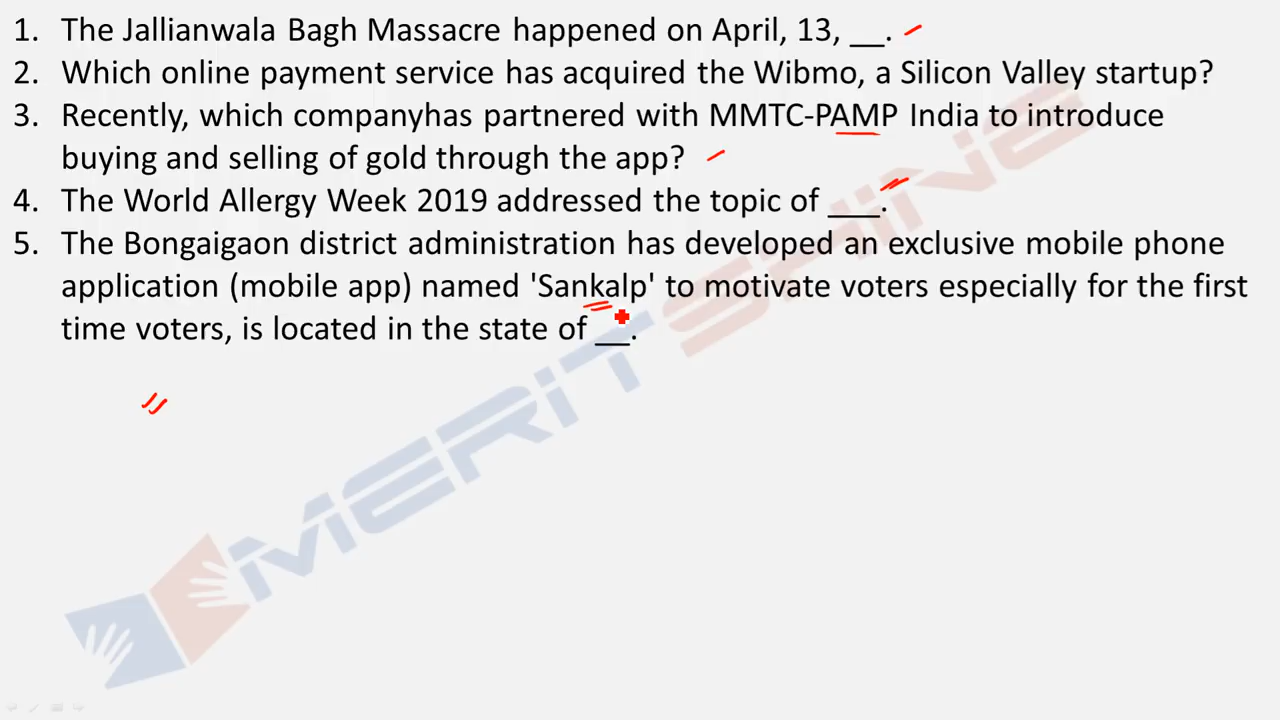 1. The Jallianwala Bagh Massacre happened on April, 13, __.
2. Which online payment service has acquired the Wibmo, a Silicon Valley startup?
3. Recently, which companyhas partnered with MMTC-PAMP India to introduce
buying and selling of gold through the app?
4. The World Allergy Week 2019 addressed the topic of ___.
5. The Bongaigaon district administration has developed an exclusive mobile phone
application (mobile app) named 'Sankalp' to motivate voters especially for the first
time voters, is located in the state of __.
MERIT SHINE